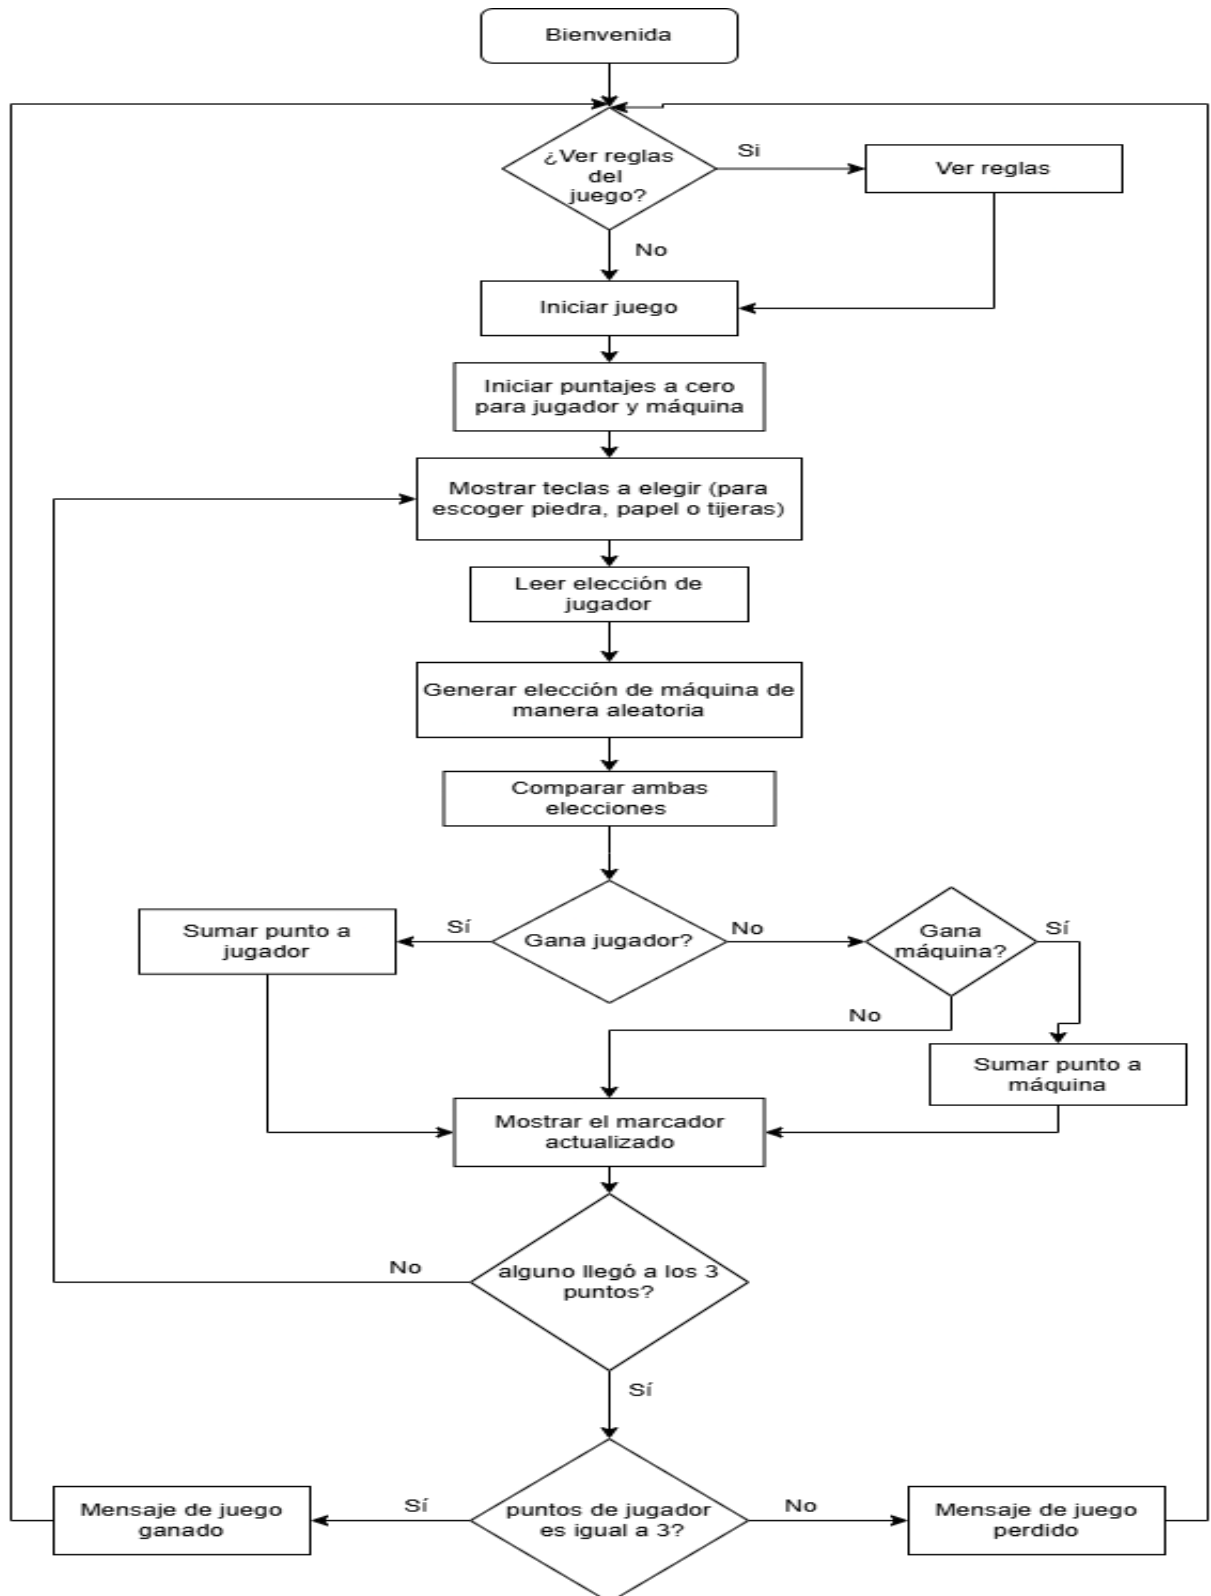 Bienvenida
¿Ver reglas
del
juego?
Si
Ver reglas
No
Iniciar juego
Iniciar puntajes a cero
para jugador y máquina
Mostrar teclas a elegir (para
escoger piedra, papel o tijeras)
Leer elección de
jugador
Generar elección de máquina de
manera aleatoria
Comparar ambas
elecciones
Sumar punto a
jugador
Sí
Gana jugador?
No
Gana
máquina?
Sí
No
Sumar punto a
máquina
Mostrar el marcador
actualizado
No
alguno llegó a los 3
puntos?
Sí
Mensaje de juego
ganado
Sí
puntos de jugador
es igual a 3?
No
Mensaje de juego
perdido